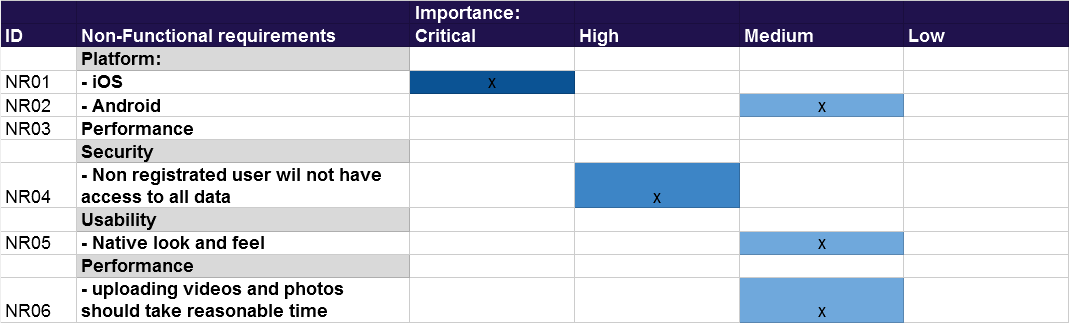 Importance:
ID Non-Functional requirements Critical High Medium Low
Platform:
NR01 - iOS X
NR02 - Android X
NR03 Performance
Security
- Non registrated user wil not have
NR04 access to all data X
Usability
NR05 - Native look and feel X
Performance
- uploading videos and photos
NR06 should take reasonable time X